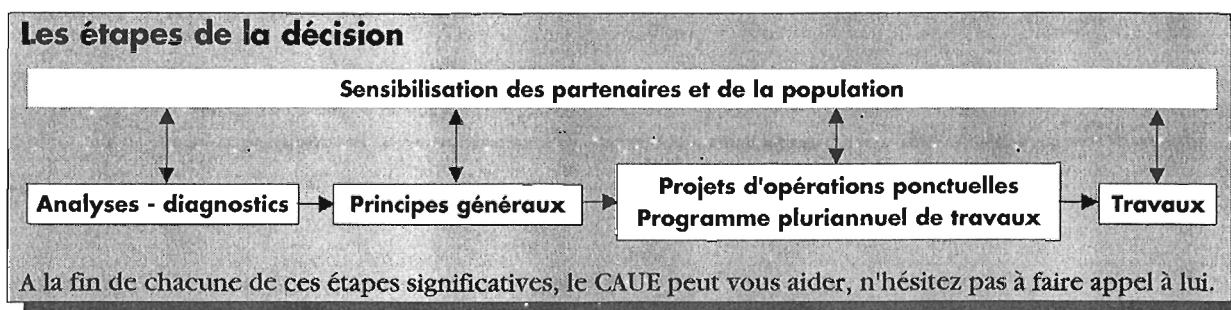 Les étapes de la décision
Sensibilisation des partenaires et de la population
Analyses - diagnostics
Principes généraux
Projets d'opérations ponctuelles
Programme pluriannuel de travaux
Travaux
A la fin de chacune de ces étapes significatives, le CAUE peut vous aider, n'hésitez pas à faire appel à lui.